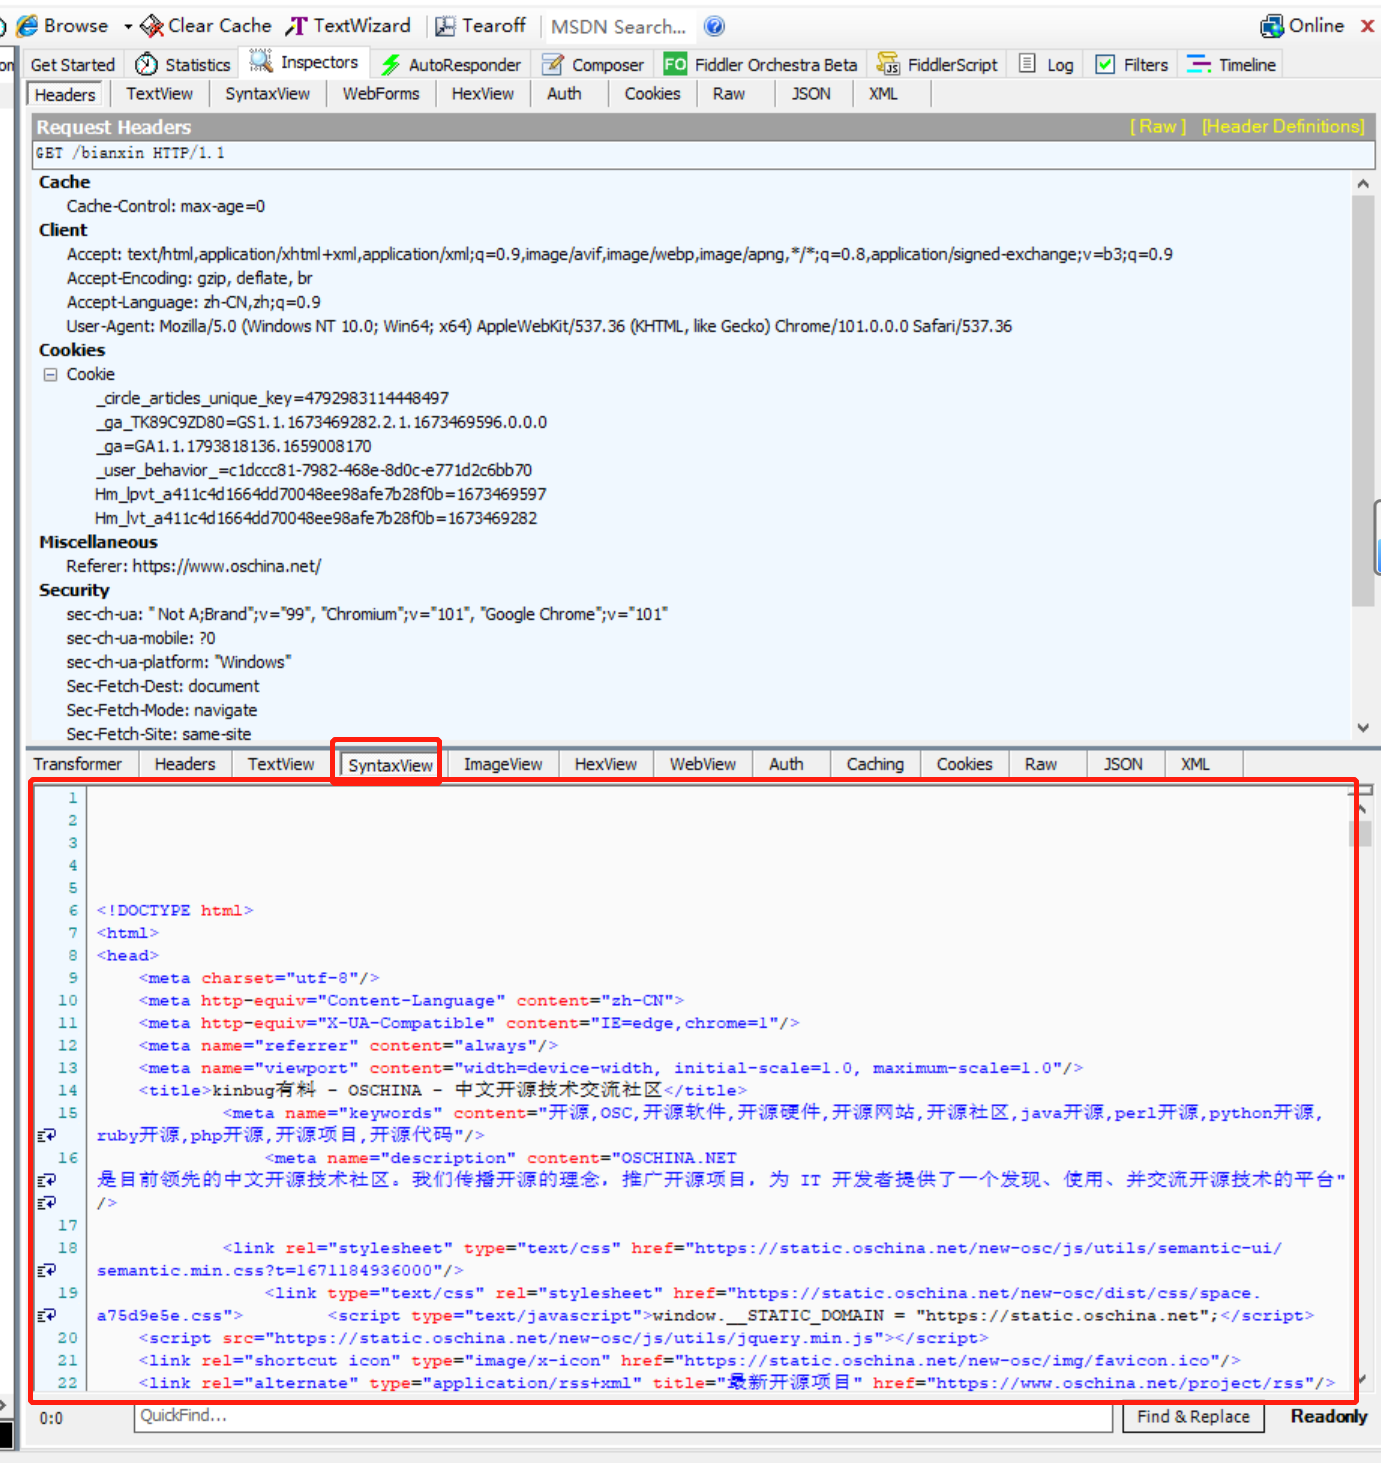 Browse Clear Cache TextWizard Tearoff MSDN Search... Online
Get Started Statistics Inspectors AutoResponder Composer FO Fiddler Orchestra Beta FiddlerScript Log Filters Timeline
Headers TextView SyntaxView WebForms HexView Auth Cookies Raw JSON XML
Request Headers [ Raw ] [Header Definitions]
GET /bianxin HTTP/1.1
Cache
Cache-Control: max-age=0
Client
Accept: text/html,application/xhtml+xml,application/xml;q=0.9,image/avif,image/webp,image/apng,*/*;q=0.8,application/signed-exchange;v=b3;q=0.9
Accept-Encoding: gzip, deflate, br
Accept-Language: zh-CN,zh;q=0.9
User-Agent: Mozilla/5.0 (Windows NT 10.0; Win64; x64) AppleWebKit/537.36 (KHTML, like Gecko) Chrome/101.0.0.0 Safari/537.36
Cookies
Cookie
_circle_articles_unique_key=4792983114448497
_ga_TK89C9ZD80=GS1.1.1673469282.2.1.1673469596.0.0.0
_ga=GA1.1.1793818136.1659008170
_user_behavior_=c1dccc81-7982-468e-8d0c-e771d2c6bb70
Hm_lpvt_a411c4d1664dd70048ee98afe7b28f0b=1673469597
Hm_lvt_a411c4d1664dd70048ee98afe7b28f0b=1673469282
Miscellaneous
Referer: https://www.oschina.net/
Security
sec-ch-ua: " Not A;Brand";v="99", "Chromium";v="101", "Google Chrome";v="101"
sec-ch-ua-mobile: ?0
sec-ch-ua-platform: "Windows"
Sec-Fetch-Dest: document
Sec-Fetch-Mode: navigate
Sec-Fetch-Site: same-site
Transformer Headers TextView SyntaxView ImageView HexView WebView Auth Caching Cookies Raw JSON XML
1
2
3
4
5
6 <!DOCTYPE html>
7 <html>
8 <head>
9 <meta charset="utf-8"/>
10 <meta http-equiv="Content-Language" content="zh-CN">
11 <meta http-equiv="X-UA-Compatible" content="IE=edge,chrome=1"/>
12 <meta name="referrer" content="always"/>
13 <meta name="viewport" content="width=device-width, initial-scale=1.0, maximum-scale=1.0"/>
14 <title>kinbug有料 - OSCHINA - 中文开源技术交流社区</title>
15 <meta name="keywords" content="开源,OSC,开源软件,开源硬件,开源网站,开源社区,java开源,perl开源,python开源,
ruby开源,php开源,开源项目,开源代码"/>
16 <meta name="description" content="OSCHINA.NET
是目前领先的中文开源技术社区。我们传播开源的理念，推广开源项目，为 IT 开发者提供了一个发现、使用、并交流开源技术的平台"
/>
17
18 <link rel="stylesheet" type="text/css" href="https://static.oschina.net/new-osc/js/utils/semantic-ui/
semantic.min.css?t=1671184936000"/>
19 <link type="text/css" rel="stylesheet" href="https://static.oschina.net/new-osc/dist/css/space.
a75d9e5e.css"> <script type="text/javascript">window.__STATIC_DOMAIN = "https://static.oschina.net";</script>
20 <script src="https://static.oschina.net/new-osc/js/utils/jquery.min.js"></script>
21 <link rel="shortcut icon" type="image/x-icon" href="https://static.oschina.net/new-osc/img/favicon.ico"/>
22 <link rel="alternate" type="application/rss+xml" title="最新开源项目" href="https://www.oschina.net/project/rss"/>
0:0 QuickFind... Find & Replace Readonly